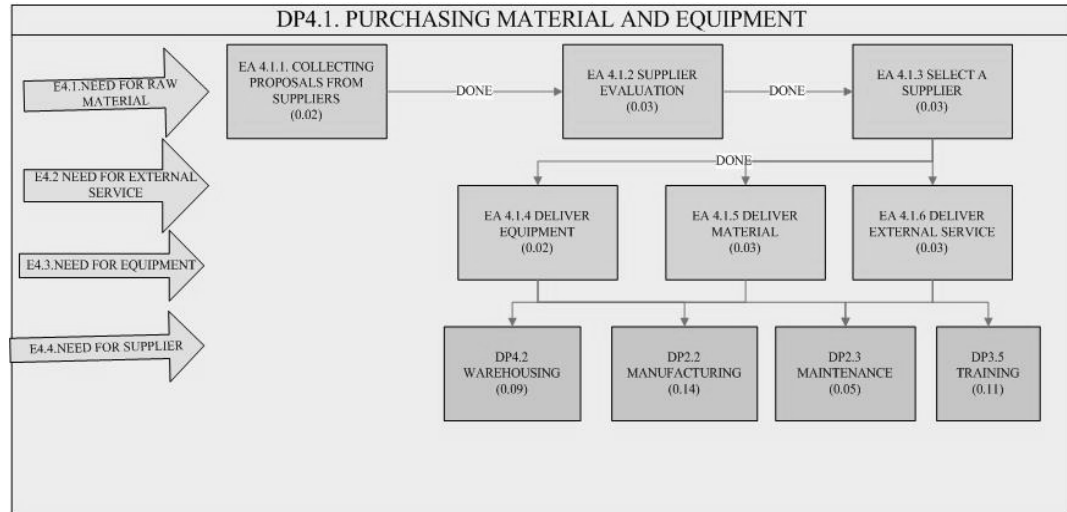 DP4.1. PURCHASING MATERIAL AND EQUIPMENT
E4.1.NEED FOR RAW
MATERIAL
EA 4.1.1. COLLECTING
PROPOSALS FROM
SUPPLIERS
(0.02)
DONE
EA 4.1.2 SUPPLIER
EVALUATION
(0.03)
DONE
EA 4.1.3 SELECT A
SUPPLIER
(0.03)
DONE
E4.2 NEED FOR EXTERNAL
SERVICE
EA 4.1.4 DELIVER
EQUIPMENT
(0.02)
EA 4.1.5 DELIVER
MATERIAL
(0.03)
EA 4.1.6 DELIVER
EXTERNAL SERVICE
(0.03)
E4.3.NEED FOR EQUIPMENT
E4.4.NEED FOR SUPPLIER
DP4.2
WAREHOUSING
(0.09)
DP2.2
MANUFACTURING
(0.14)
DP2.3
MAINTENANCE
(0.05)
DP3.5
TRAINING
(0.11)